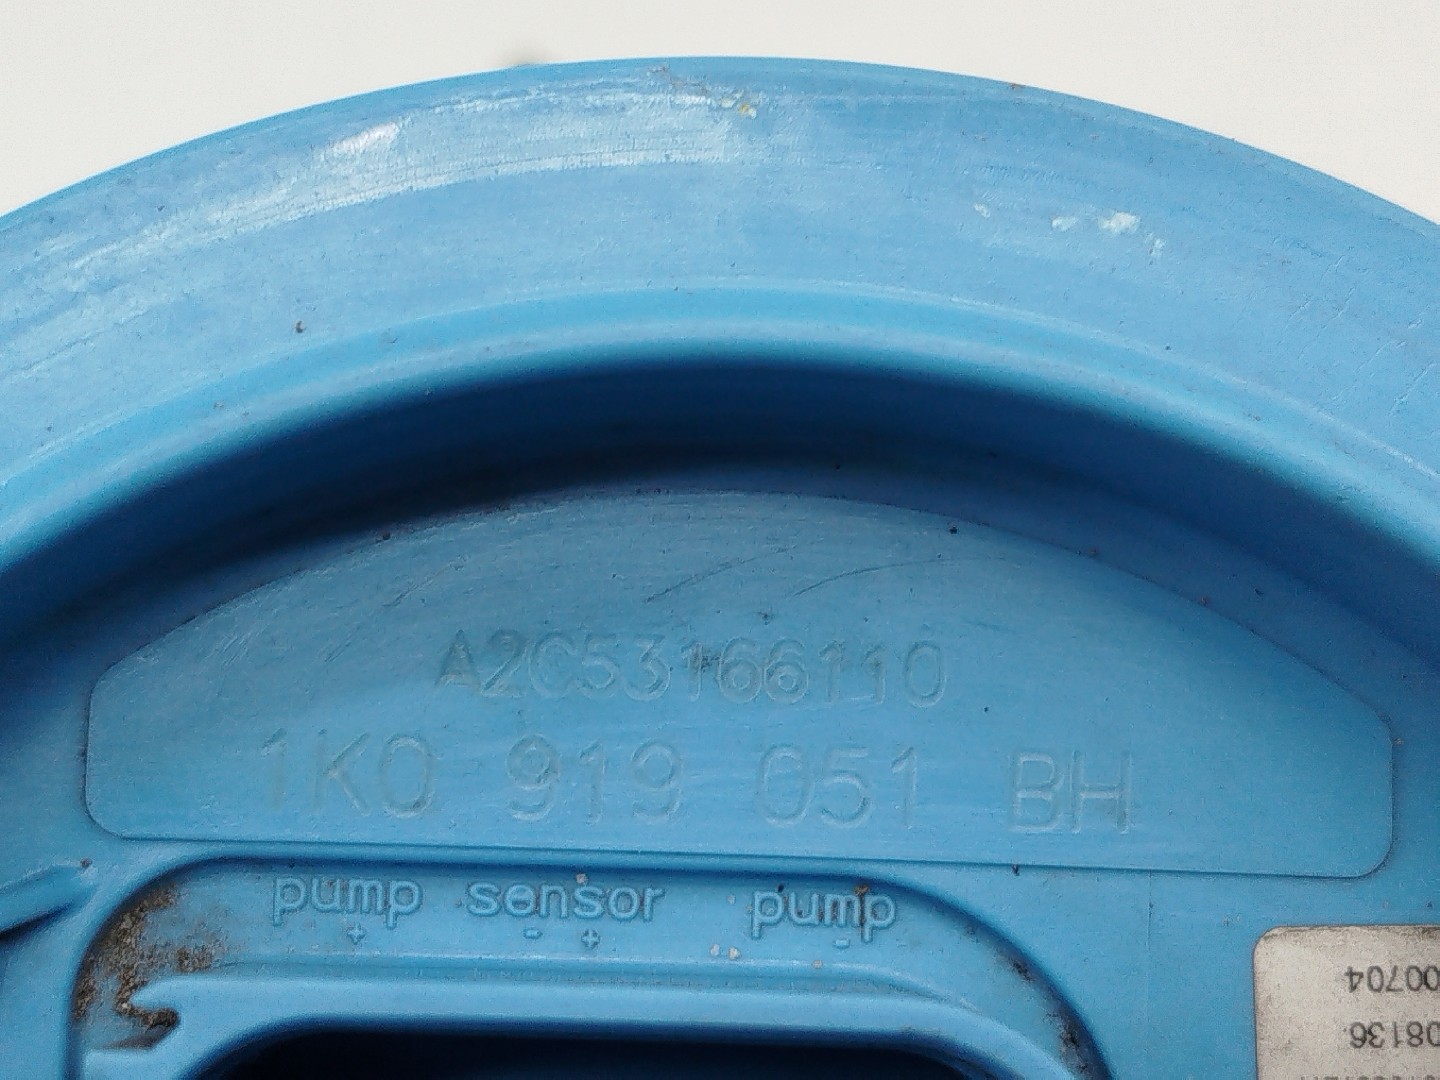 A2C53166110
1K0 919 051 BH
pump sensor pump
+ - + -
00704
08136